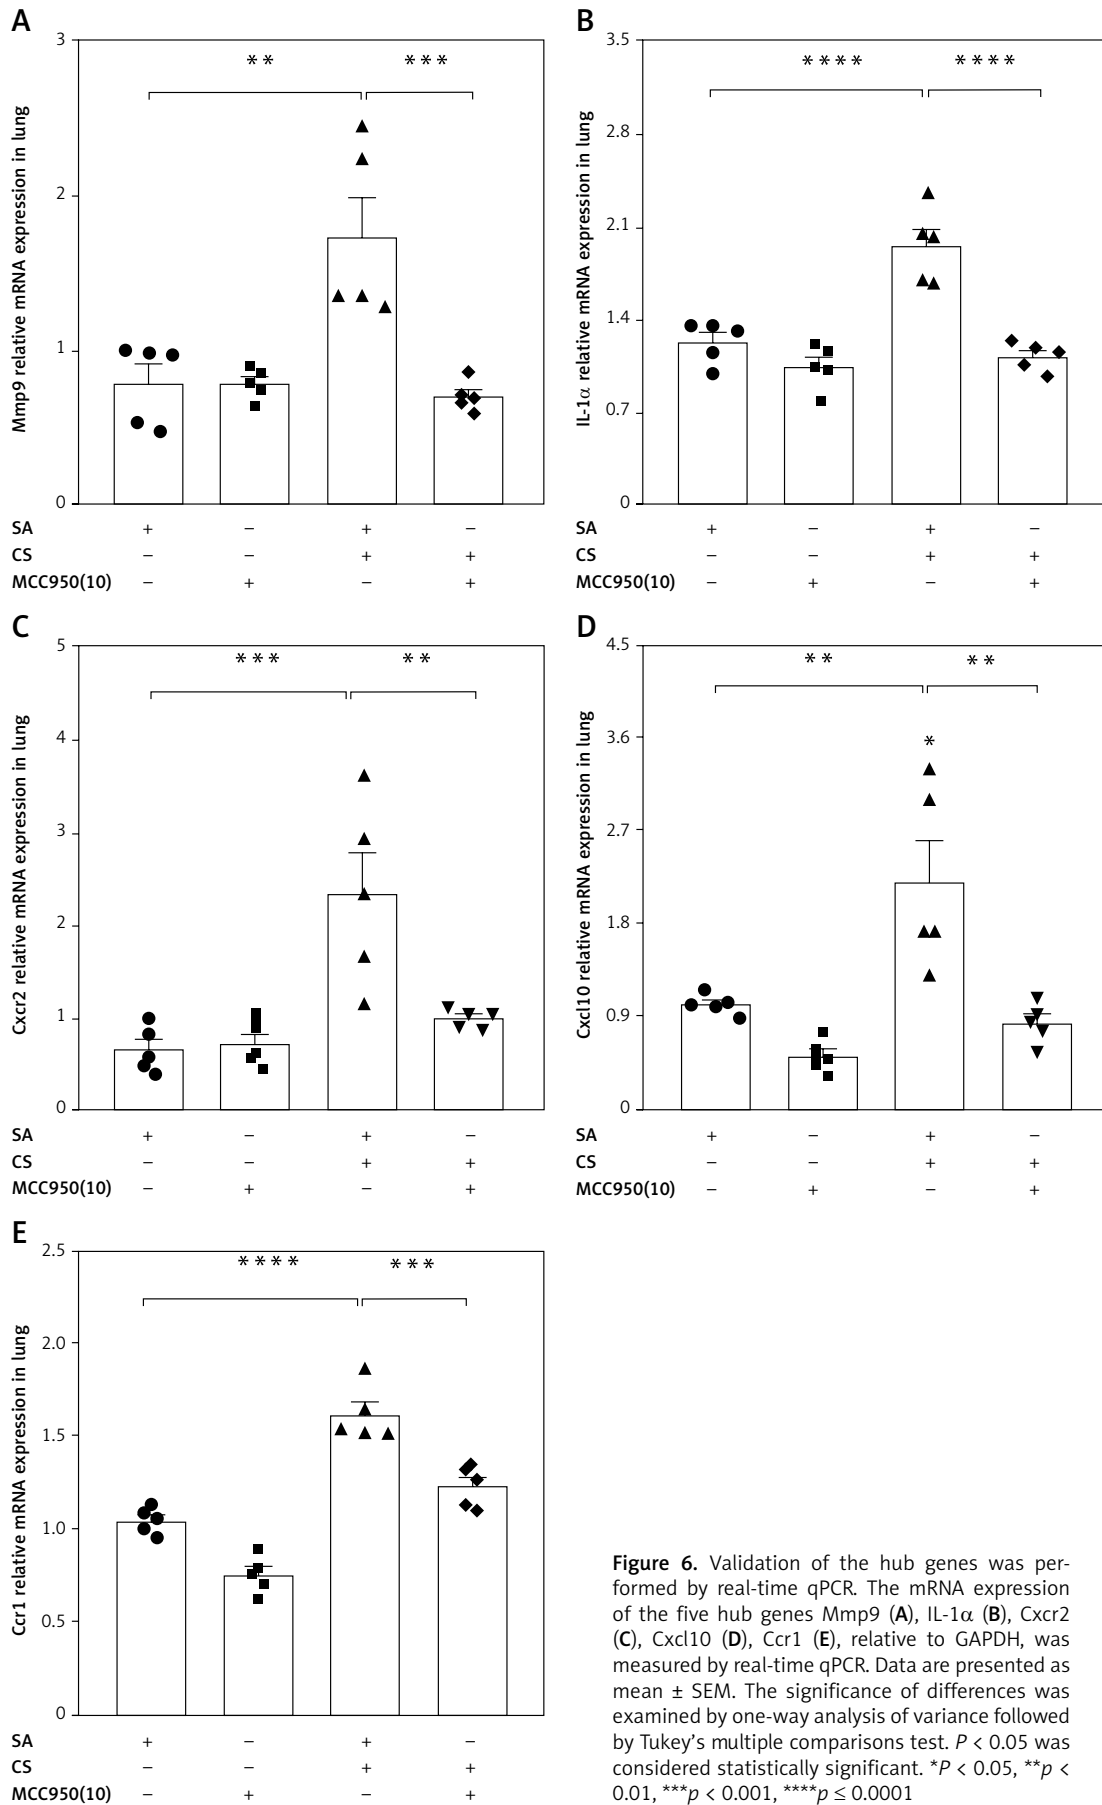 A
Mmp9 relative mRNA expression in lung
3
2
1
0
** ***
SA + – + –
CS – – + +
MCC950(10) – + – +
B
IL-1α relative mRNA expression in lung
3.5
2.8
2.1
1.4
0.7
0
**** ****
SA + – + –
CS – – + +
MCC950(10) – + – +
C
Cxcr2 relative mRNA expression in lung
5
4
3
2
1
0
*** **
SA + – + –
CS – – + +
MCC950(10) – + – +
D
Cxcl10 relative mRNA expression in lung
4.5
3.6
2.7
1.8
0.9
0
** **
*
SA + – + –
CS – – + +
MCC950(10) – + – +
E
Ccr1 relative mRNA expression in lung
2.5
2.0
1.5
1.0
0.5
0
**** ***
SA + – + –
CS – – + +
MCC950(10) – + – +
Figure 6. Validation of the hub genes was per-
formed by real-time qPCR. The mRNA expression
of the five hub genes Mmp9 (A), IL-1α (B), Cxcr2
(C), Cxcl10 (D), Ccr1 (E), relative to GAPDH, was
measured by real-time qPCR. Data are presented as
mean ± SEM. The significance of differences was
examined by one-way analysis of variance followed
by Tukey's multiple comparisons test. P < 0.05 was
considered statistically significant. *P < 0.05, **p <
0.01, ***p < 0.001, ****p ≤ 0.0001